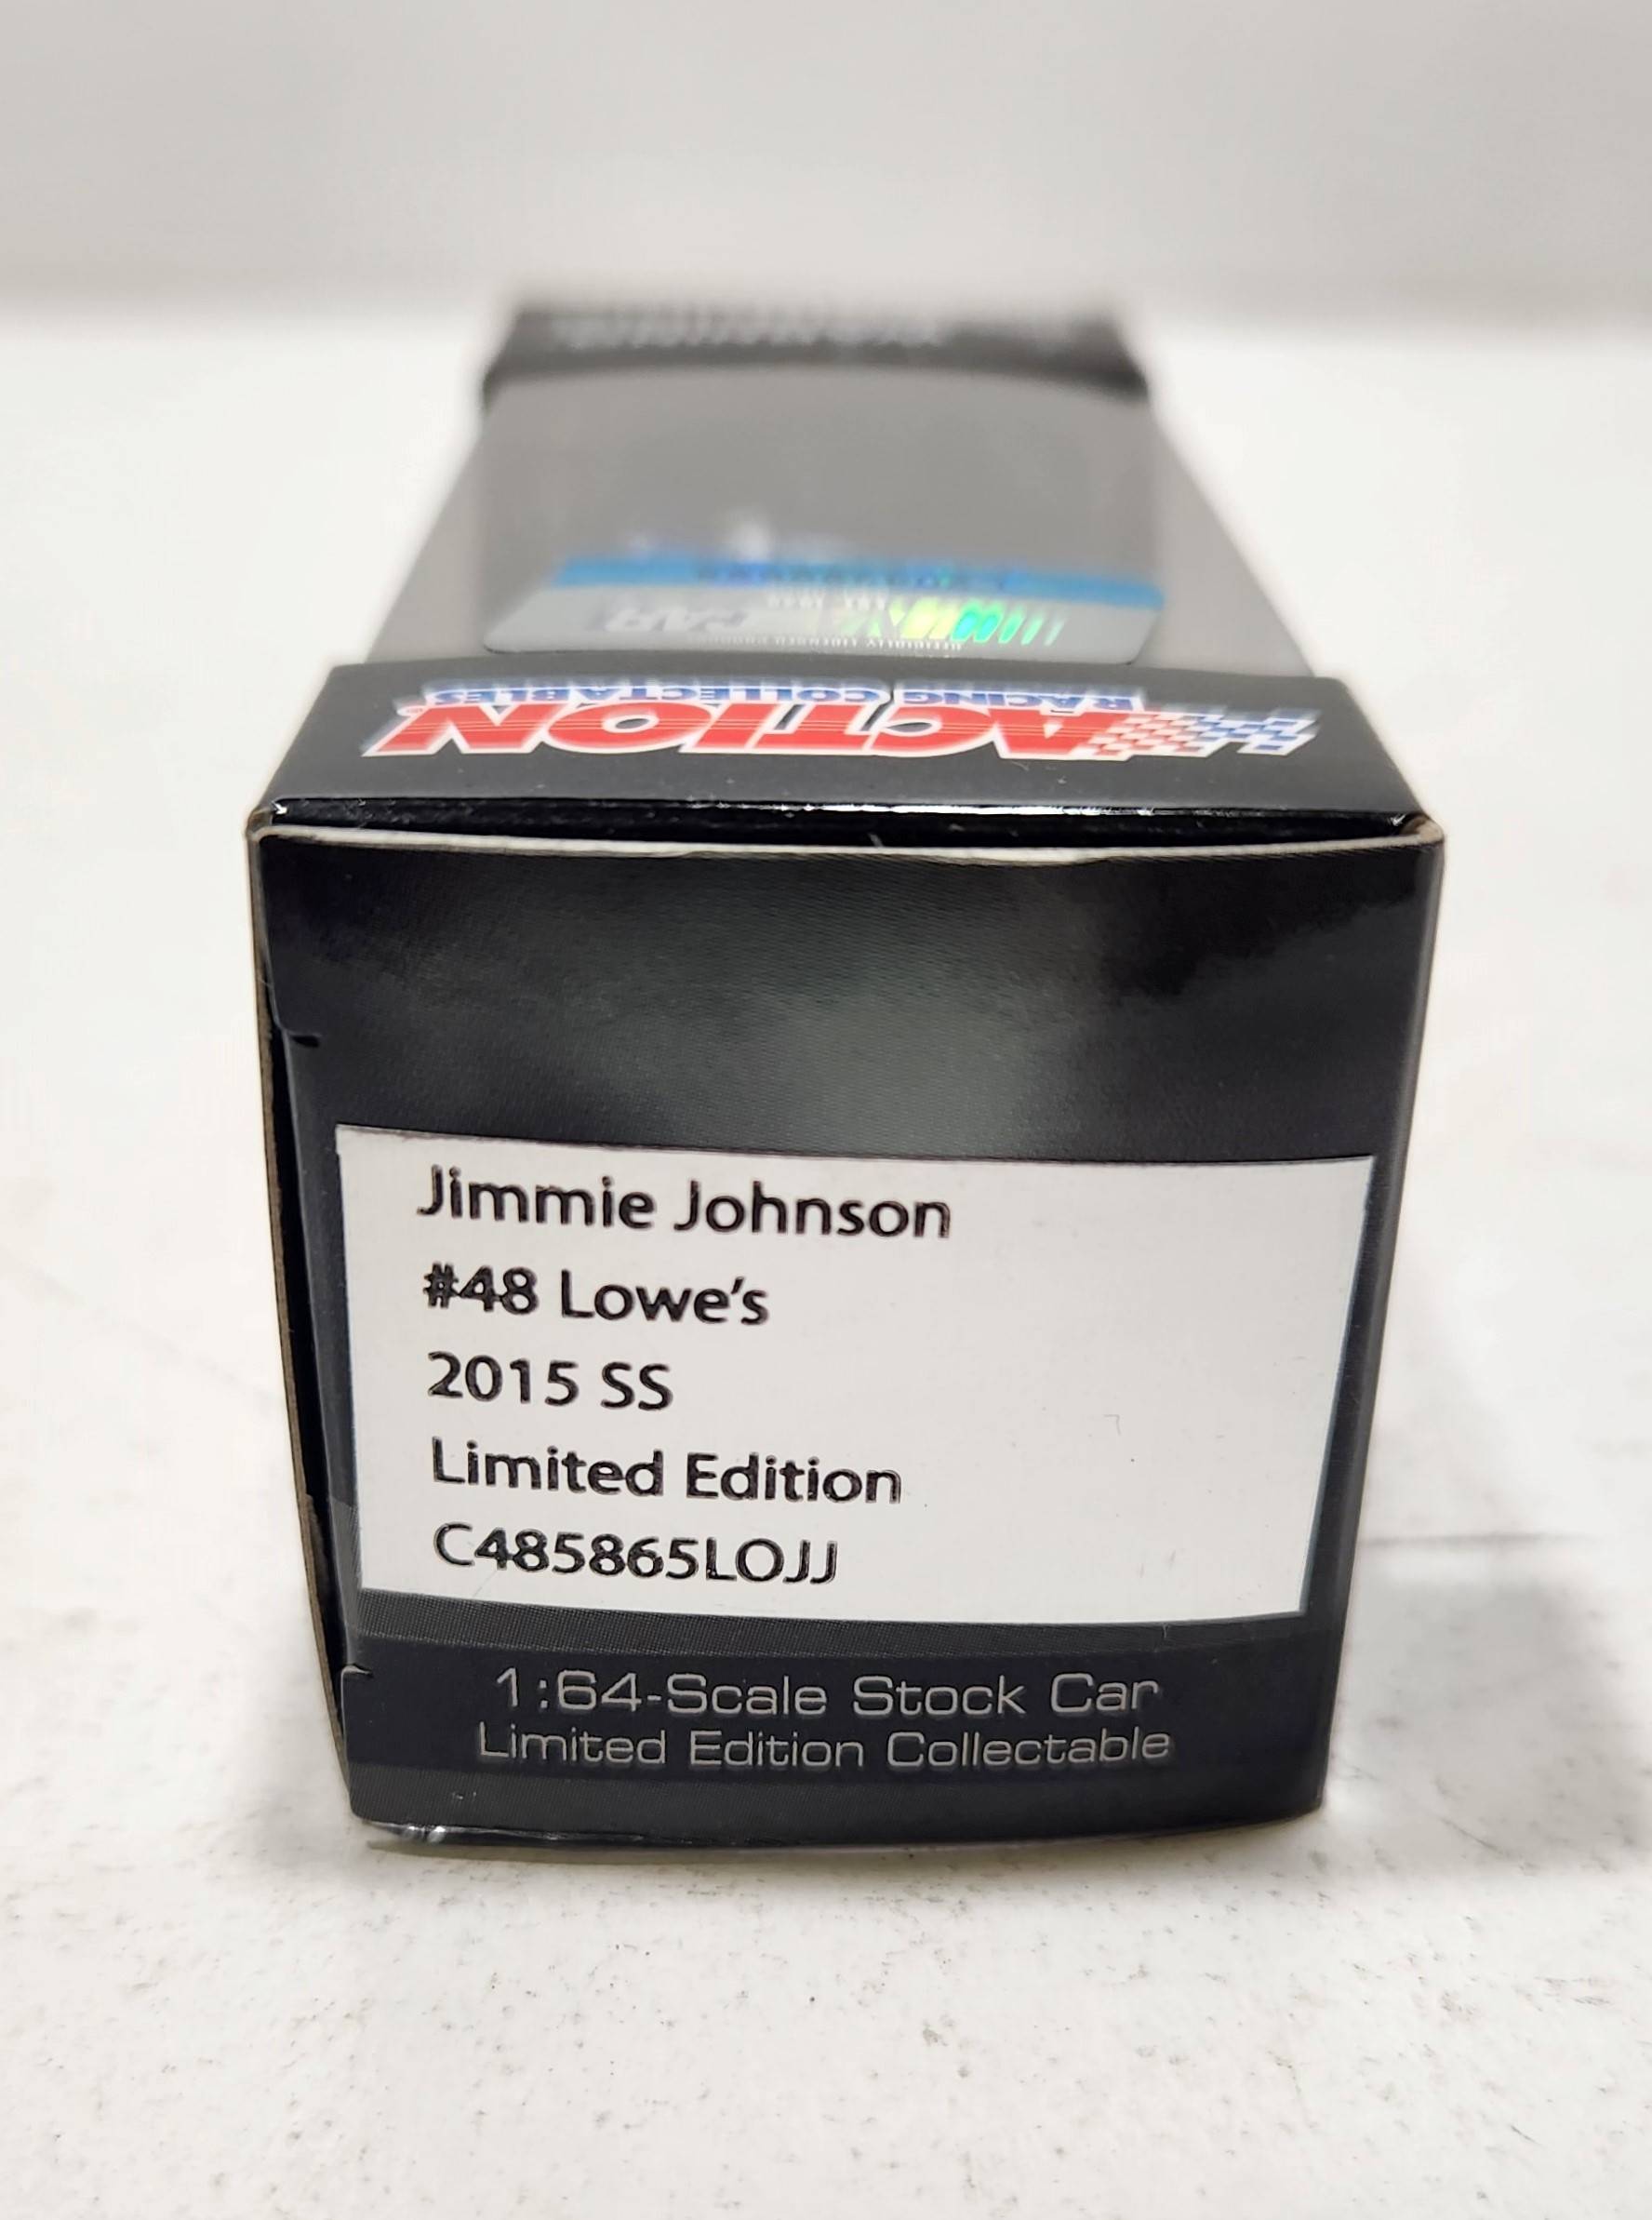 ACTION
RACING COLLECTABLES
Jimmie Johnson
#48 Lowe's
2015 SS
Limited Edition
C485865LOJJ
1:64-Scale Stock Car
Limited Edition Collectable